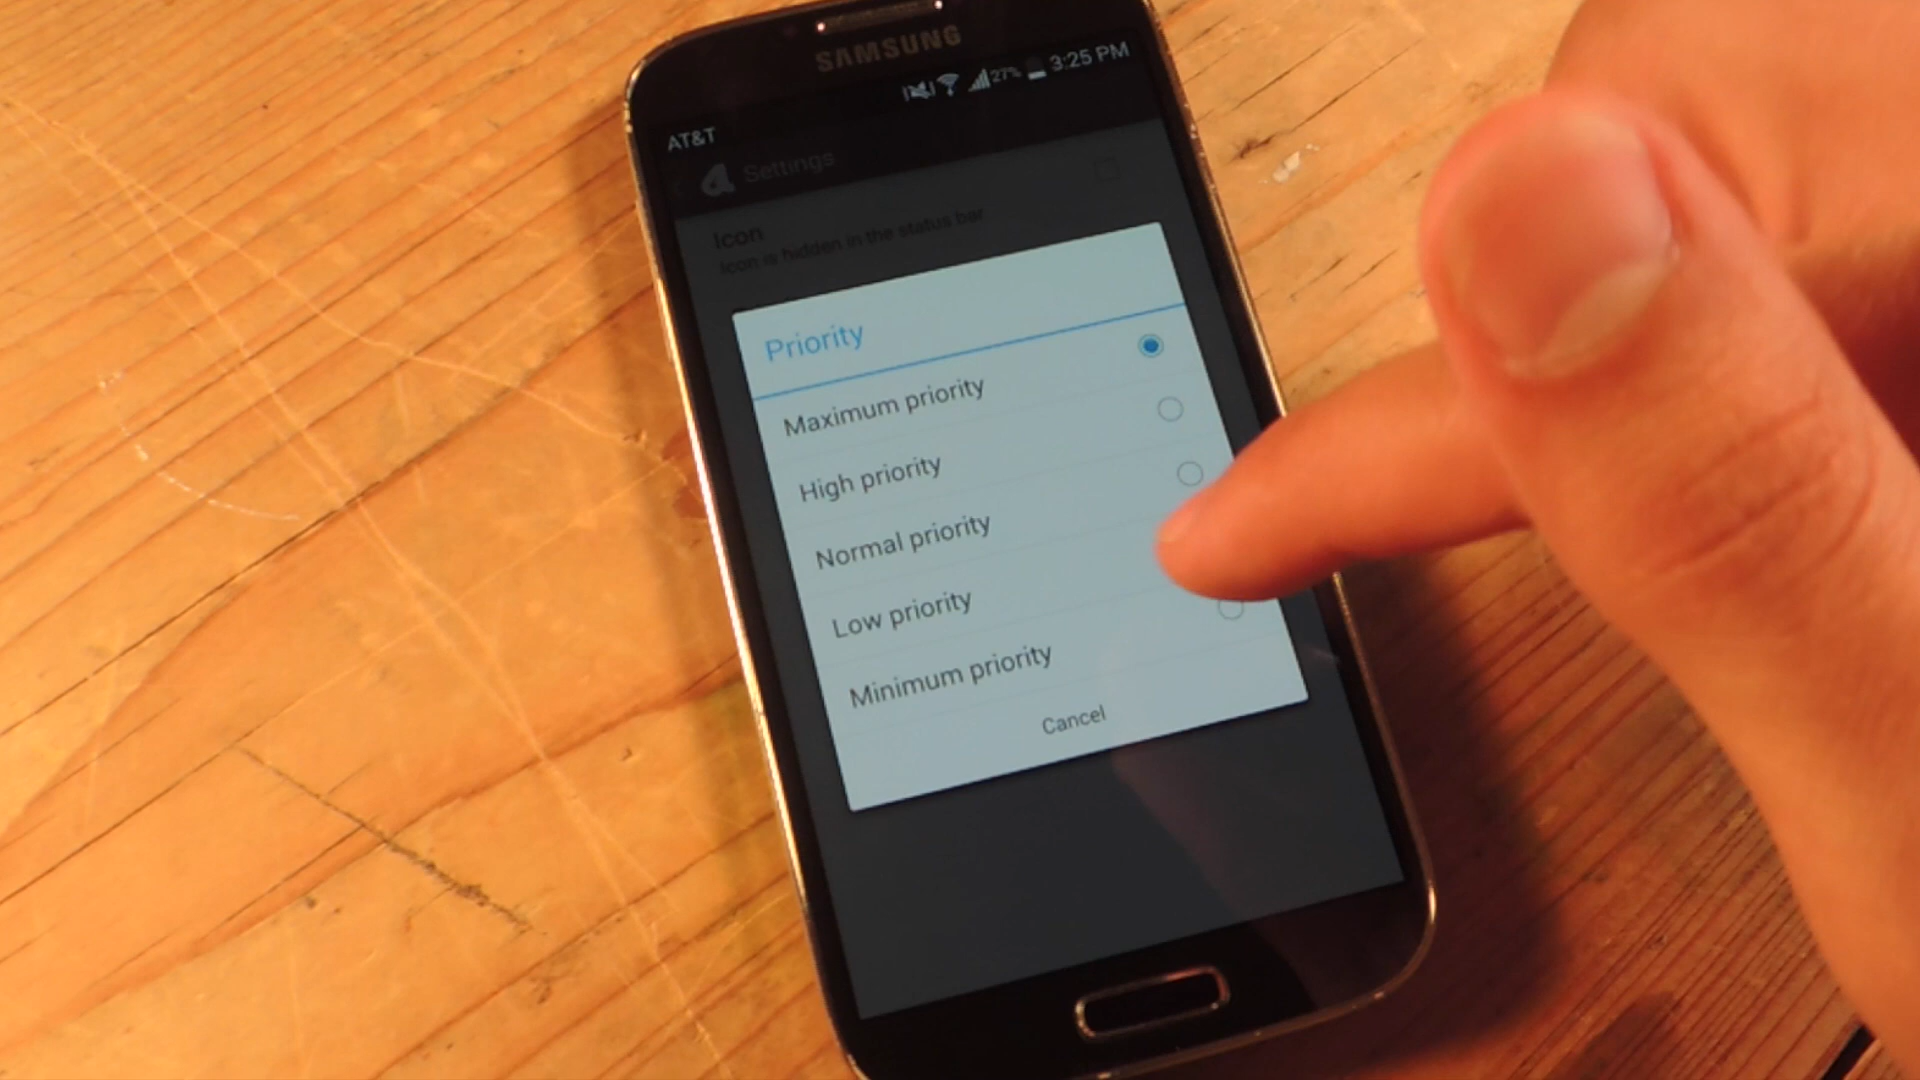 SAMSUNG
27% 3:25 PM
AT&T
Settings
Icon
Icon is hidden in the status bar
Priority
Maximum priority
High priority
Normal priority
Low priority
Minimum priority
Cancel